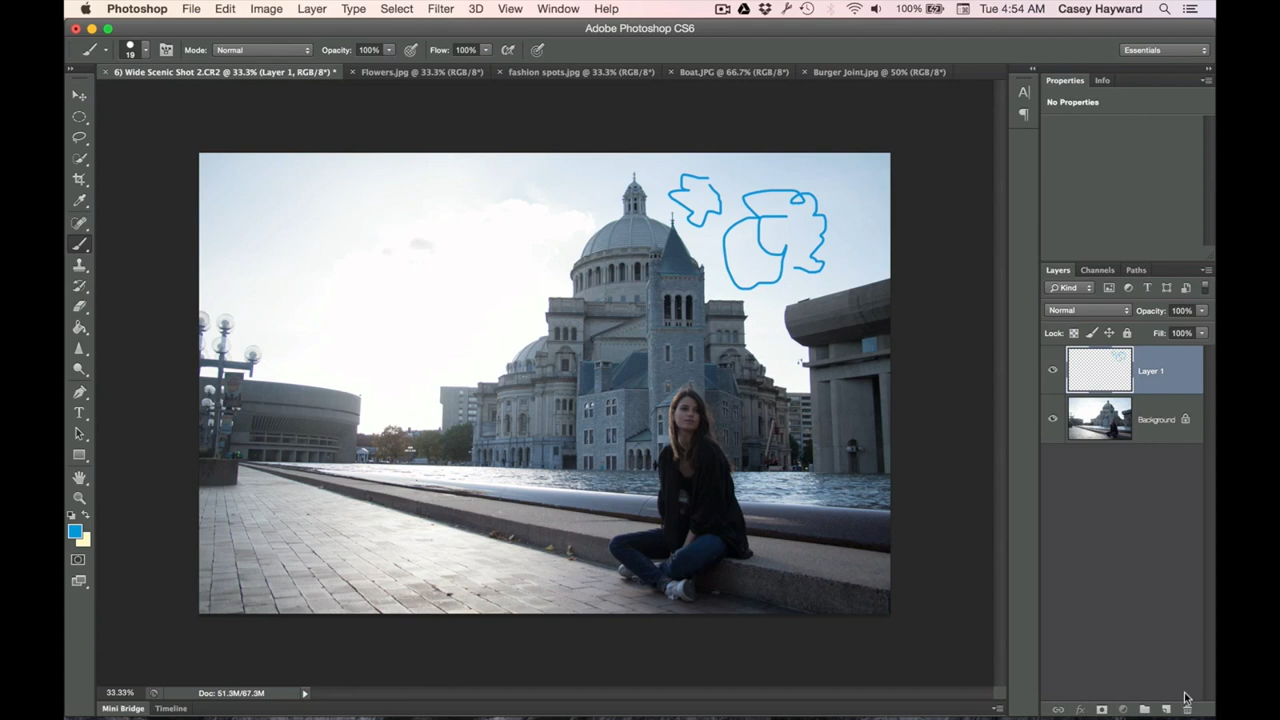 Photoshop File Edit Image Layer Type Select Filter 3D View Window Help 100% Tue 4:54 AM Casey Hayward
Adobe Photoshop CS6
19 Mode: Normal Opacity: 100% Flow: 100% Essentials
6) Wide Scenic Shot 2.CR2 @ 33.3% (Layer 1, RGB/8*) * Flowers.jpg @ 33.3% (RGB/8*) fashion spots.jpg @ 33.3% (RGB/8*) Boat.JPG @ 66.7% (RGB/8*) Burger Joint.jpg @ 50% (RGB/8*)
Properties Info
No Properties
Layers Channels Paths
Kind
Normal Opacity: 100%
Lock: Fill: 100%
Layer 1
Background
33.33% Doc: 51.3M/67.3M
Mini Bridge Timeline